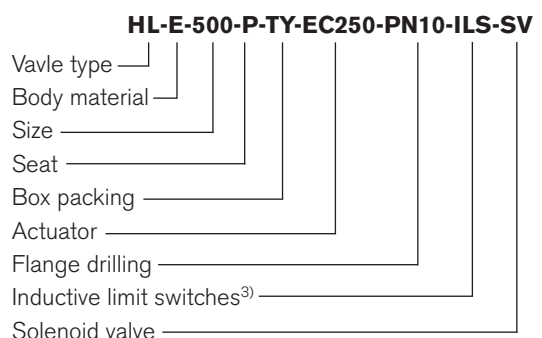 HL-E-500-P-TY-EC250-PN10-ILS-SV
Vavle type
Body material
Size
Seat
Box packing
Actuator
Flange drilling
Inductive limit switches3)
Solenoid valve